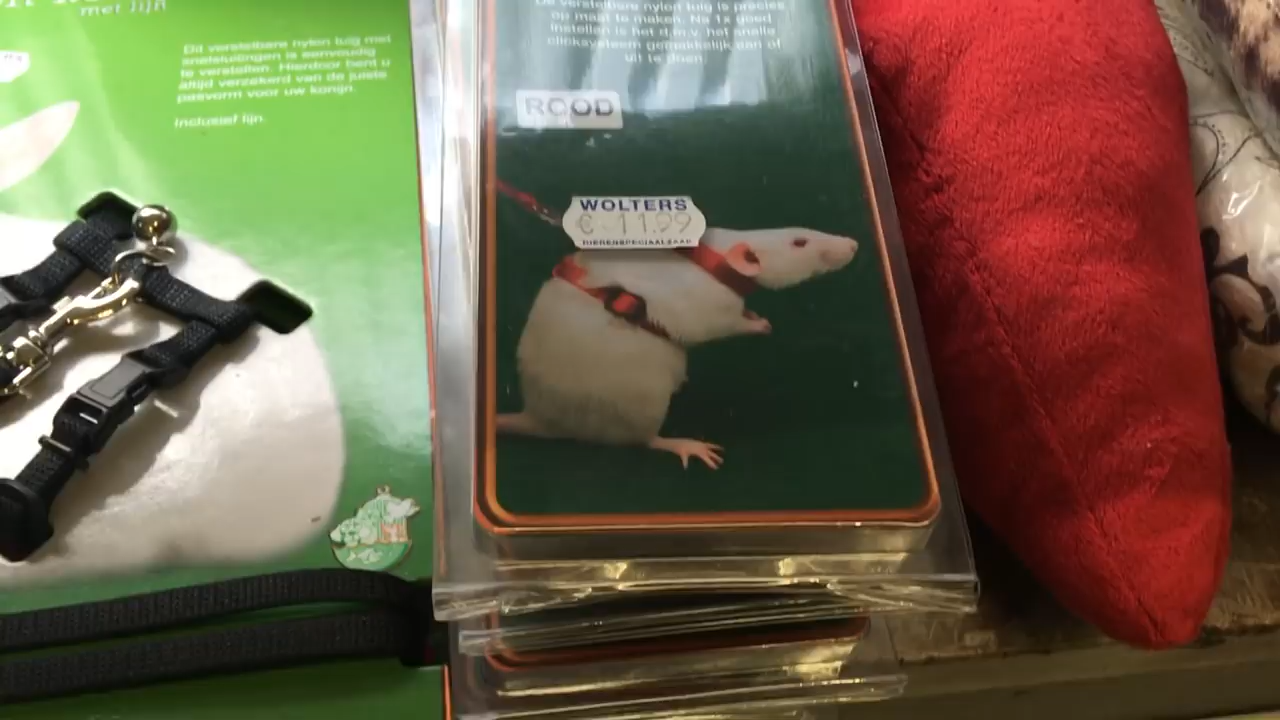 met lijn
Dit verstelbare nylon tuig met
snelsluitingen is eenvoudig
te verstellen. Hierdoor bent u
altijd verzekerd van de juiste
pasvorm voor uw konijn.
Inclusief lijn.
De verstelbare nylon tuig is precies
op maat te maken. Na 1x goed
instellen is het d.m.v. het snelle
clicksysteem gemakkelijk aan of
uit te doen.
ROOD
WOLTERS
€ 11.99
DIERENSPECIAALZAAK